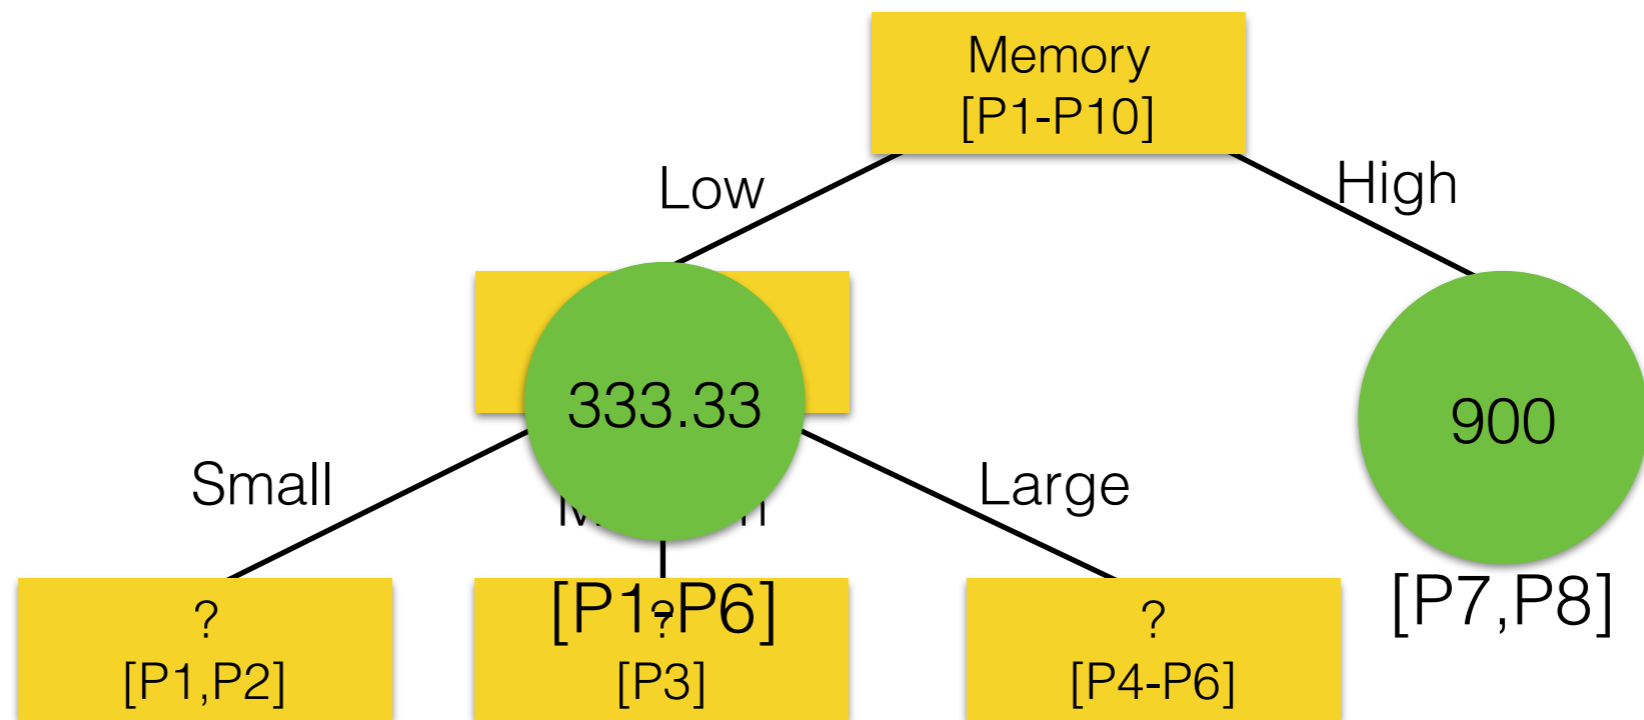 Memory
[P1-P10]
Low
High
333.33
900
Small
Large
[P1-P6]
[P7,P8]
?
?
?
[P1,P2]
[P3]
[P4-P6]